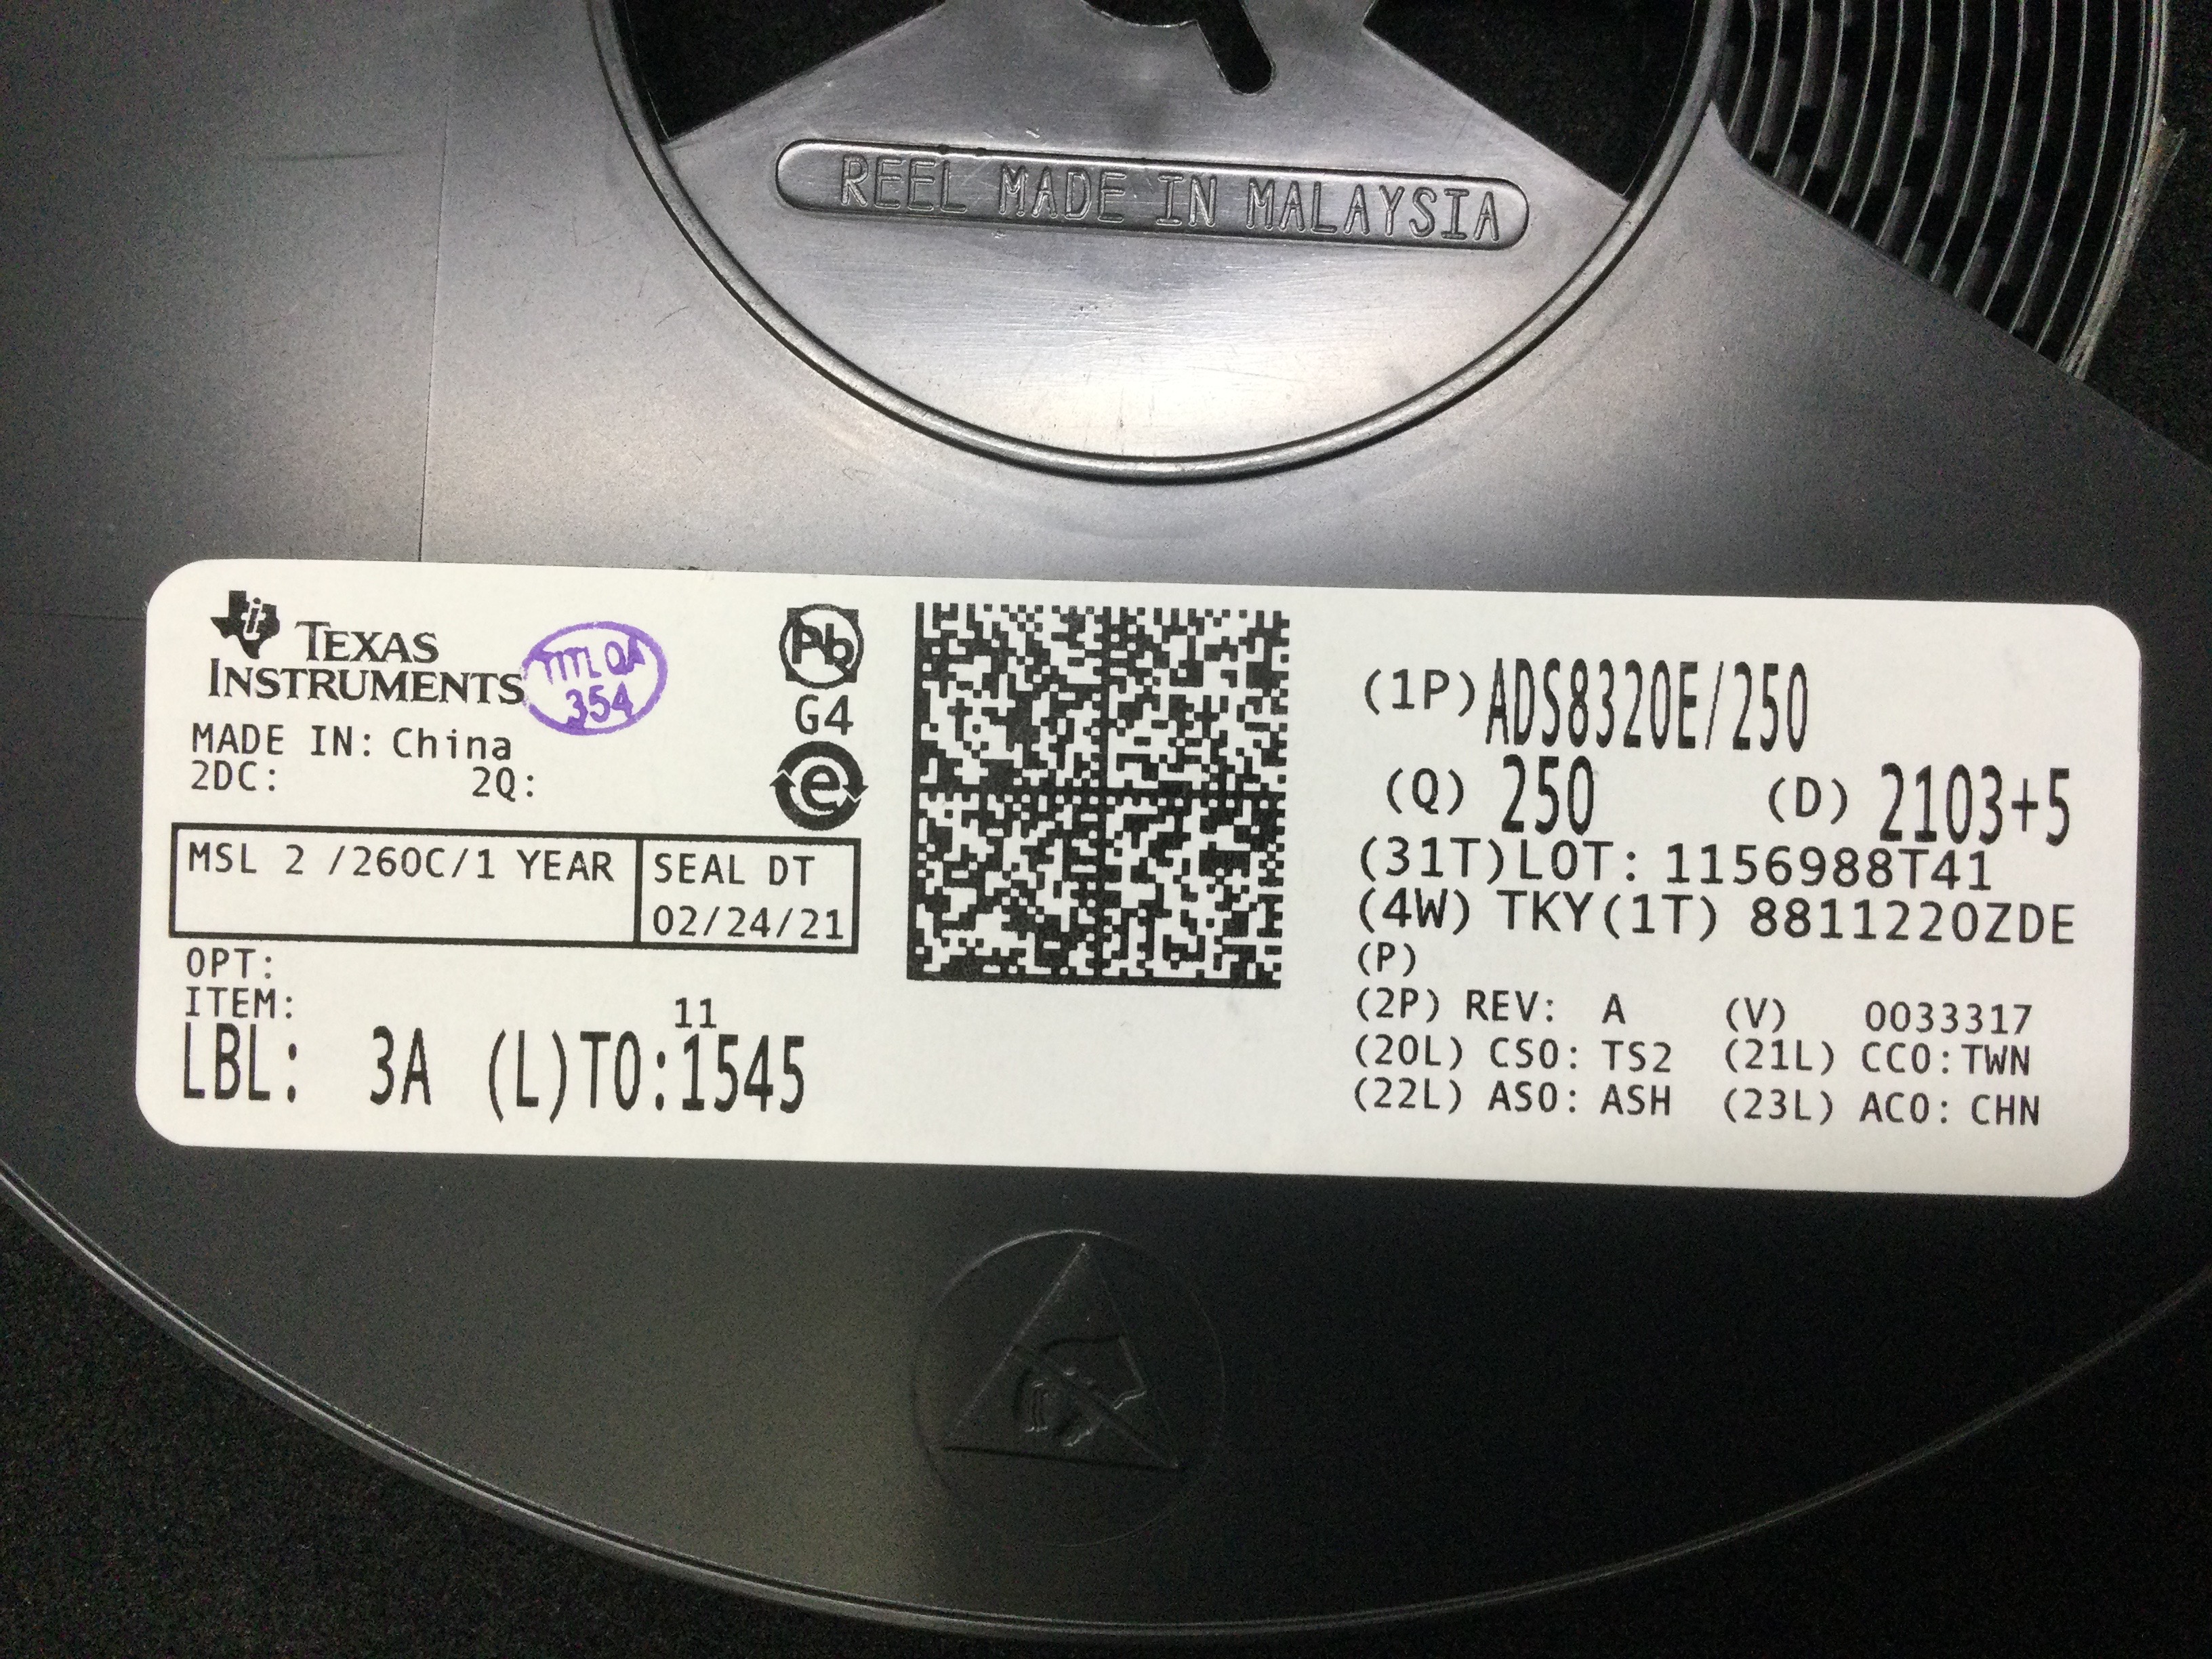 REEL MADE IN MALAYSIA
TEXAS
INSTRUMENTS
TITL QA
354
MADE IN: China
2DC: 2Q:
Pb
G4
e
MSL 2 /260C/1 YEAR
SEAL DT
02/24/21
OPT:
ITEM:
11
LBL: 3A (L)TO:1545
(1P)ADS8320E/250
(Q) 250 (D) 2103+5
(31T)LOT: 1156988T41
(4W) TKY(1T) 8811220ZDE
(P)
(2P) REV: A (V) 0033317
(20L) CSO: TS2 (21L) CCO:TWN
(22L) ASO: ASH (23L) ACO: CHN